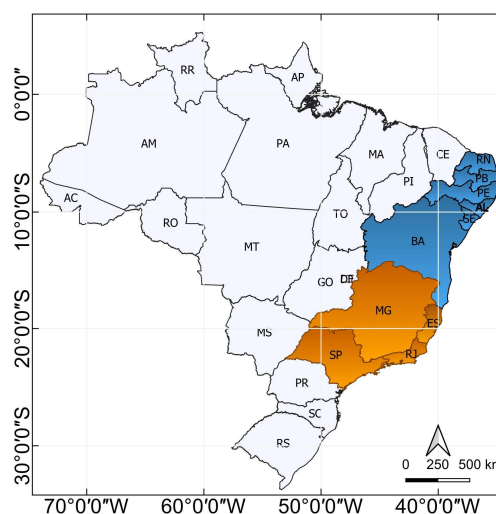 RR
AP
0°0'0"
AM
PA
MA
CE
RN
PB
PI
PE
AC
AL
10°0'0"S
RO
TO
SE
MT
BA
GO
DF
MG
ES
20°0'0"S
MS
SP
RJ
PR
SC
RS
30°0'0"S
0 250 500 km
70°0'0"W 60°0'0"W 50°0'0"W 40°0'0"W